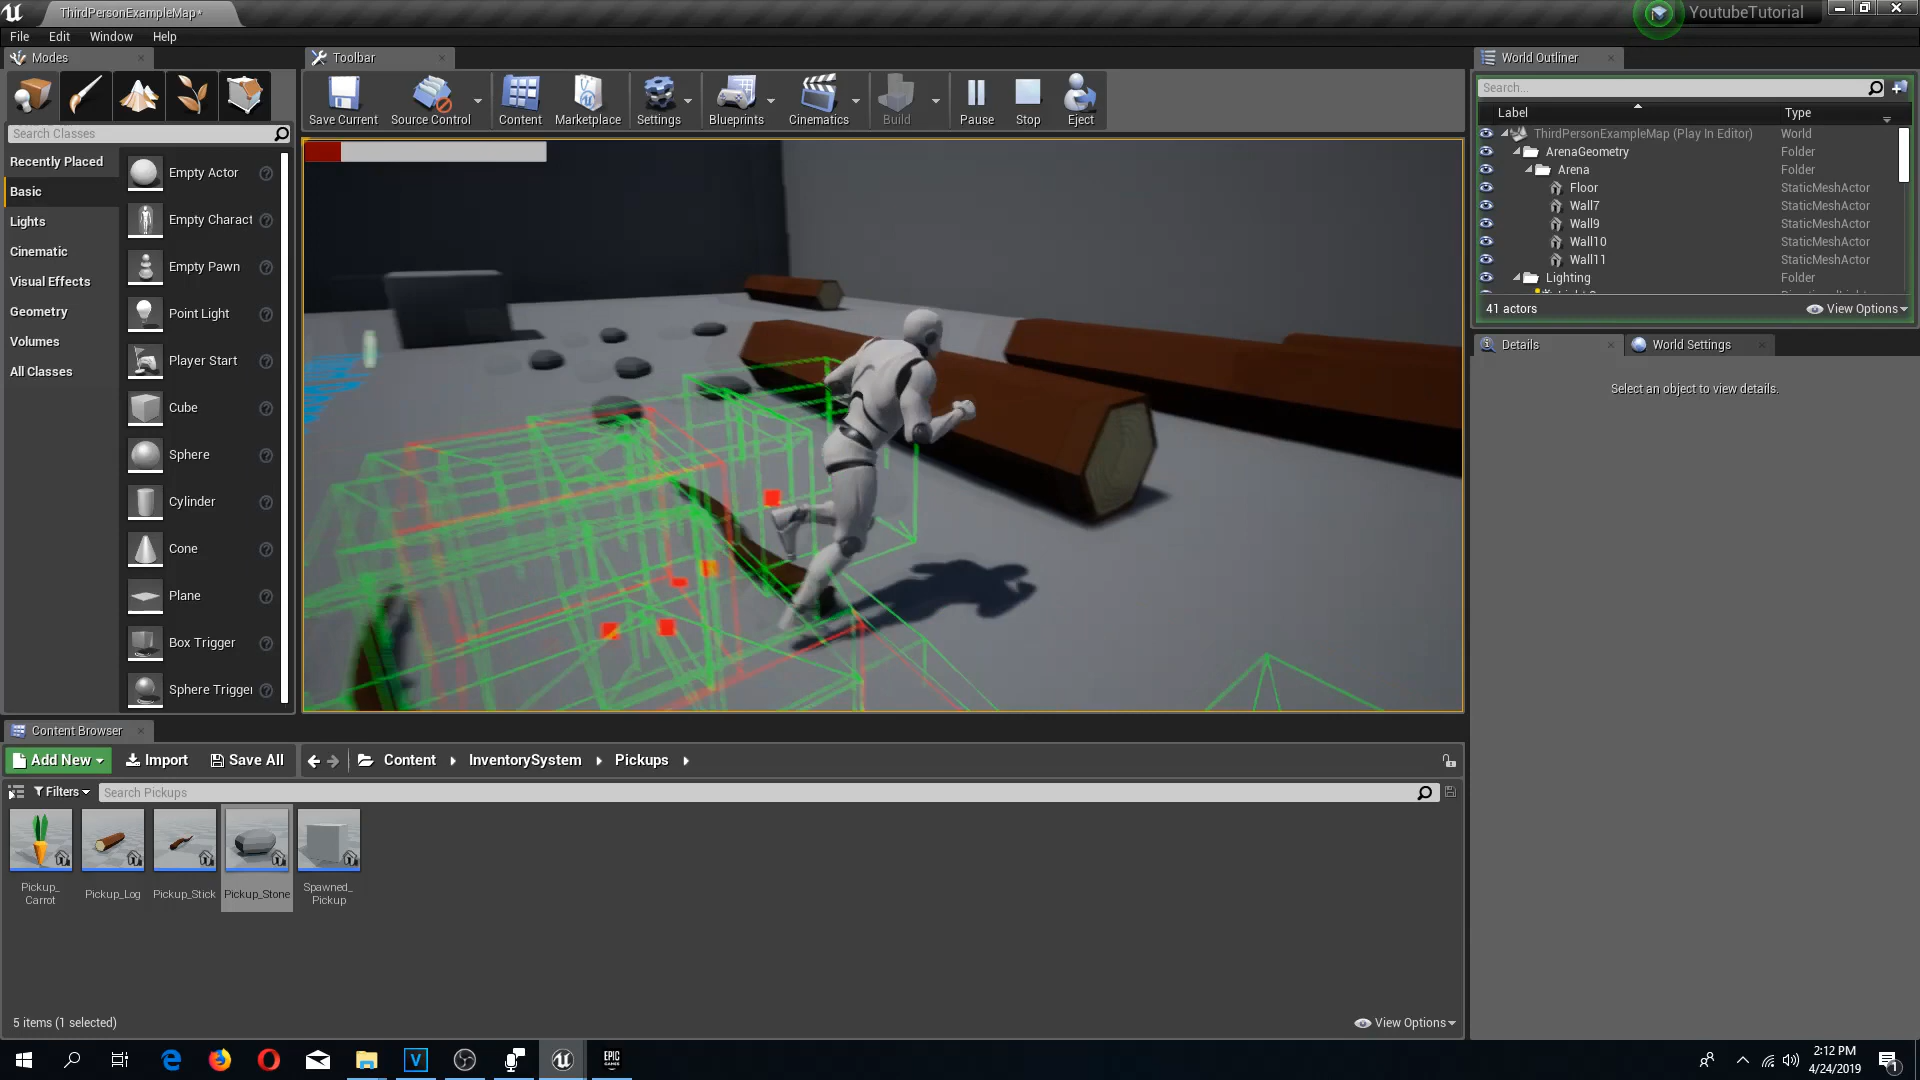 ThirdPersonExampleMap*
YoutubeTutorial
File Edit Window Help
Modes
Toolbar
World Outliner
Search Classes
Save Current
Source Control
Content
Marketplace
Settings
Blueprints
Cinematics
Build
Pause
Stop
Eject
Search...
Label Type
ThirdPersonExampleMap (Play In Editor) World
ArenaGeometry Folder
Arena Folder
Floor StaticMeshActor
Wall7 StaticMeshActor
Wall9 StaticMeshActor
Wall10 StaticMeshActor
Wall11 StaticMeshActor
Lighting Folder
41 actors
View Options
Recently Placed
Basic
Lights
Cinematic
Visual Effects
Geometry
Volumes
All Classes
Empty Actor
Empty Charact
Empty Pawn
Point Light
Player Start
Cube
Sphere
Cylinder
Cone
Plane
Box Trigger
Sphere Trigger
Details
World Settings
Select an object to view details.
Content Browser
Add New
Import
Save All
Content
InventorySystem
Pickups
Filters
Search Pickups
Pickup_
Carrot
Pickup_Log
Pickup_Stick
Pickup_Stone
Spawned_
Pickup
5 items (1 selected)
View Options
EPIC
GAMES
2:12 PM
4/24/2019
1